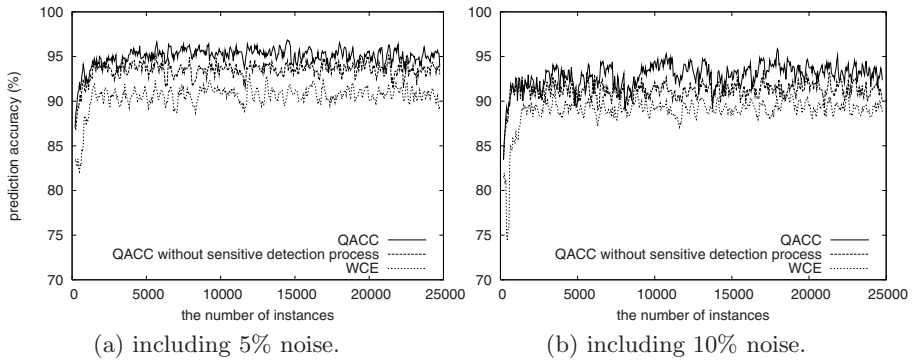 100
95
90
85
80
75
70
prediction accuracy (%)
QACC
QACC without sensitive detection process
WCE
0 5000 10000 15000 20000 25000
the number of instances
(a) including 5% noise.
100
95
90
85
80
75
70
QACC
QACC without sensitive detection process
WCE
0 5000 10000 15000 20000 25000
the number of instances
(b) including 10% noise.